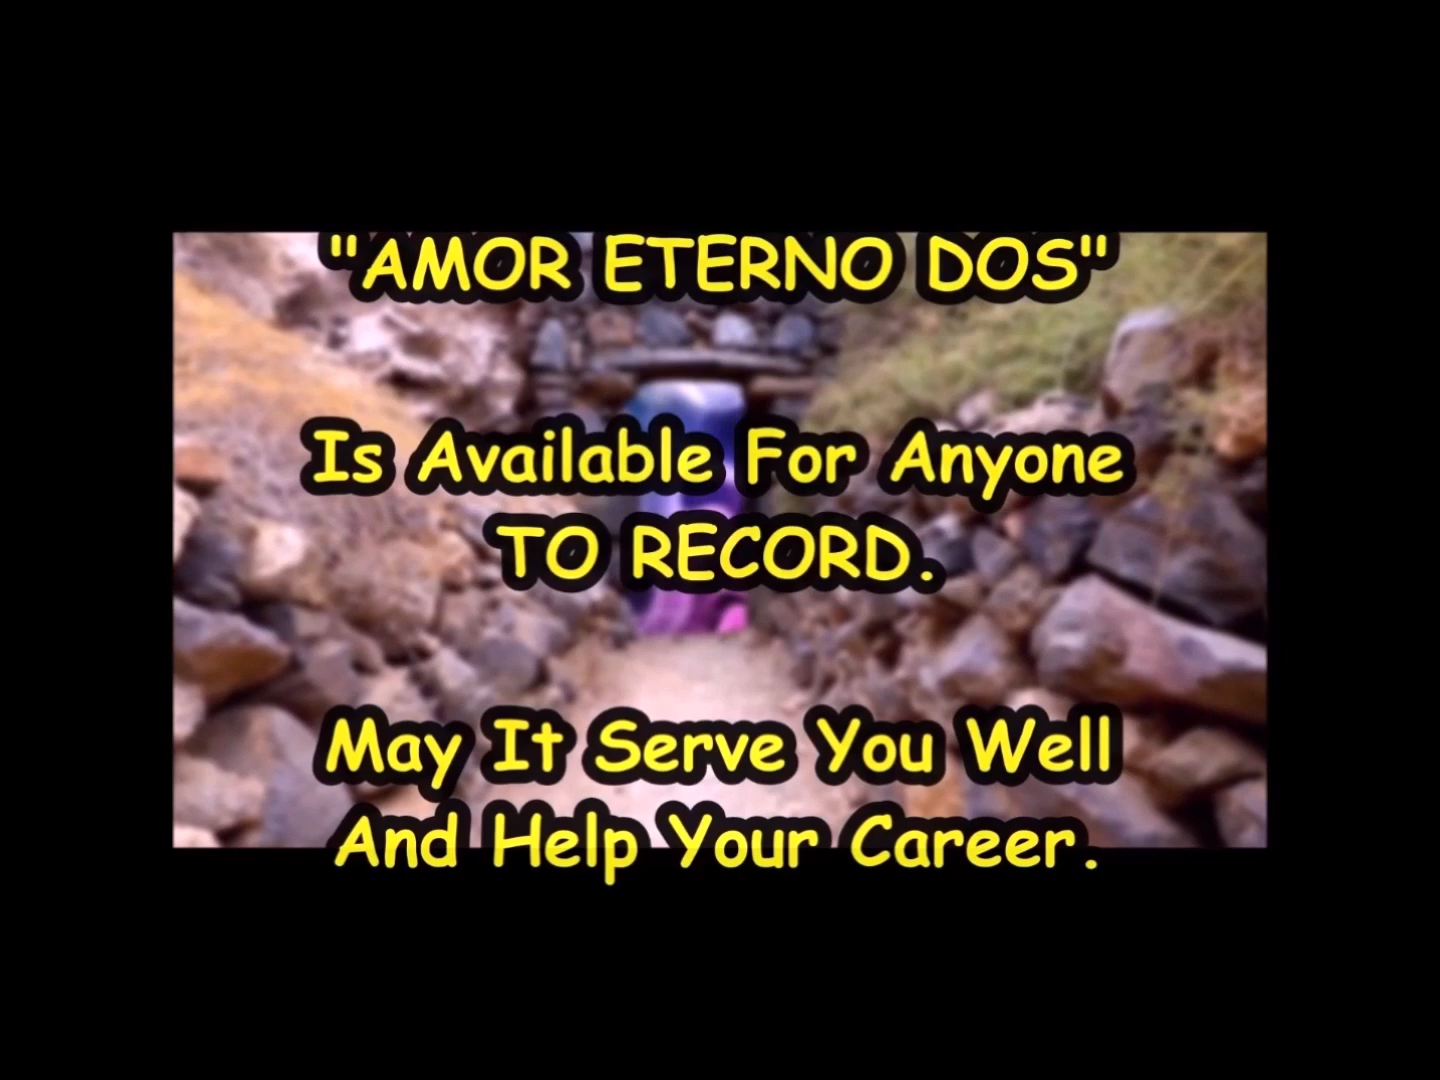 "AMOR ETERNO DOS"
Is Available For Anyone
TO RECORD.
May It Serve You Well
And Help Your Career.